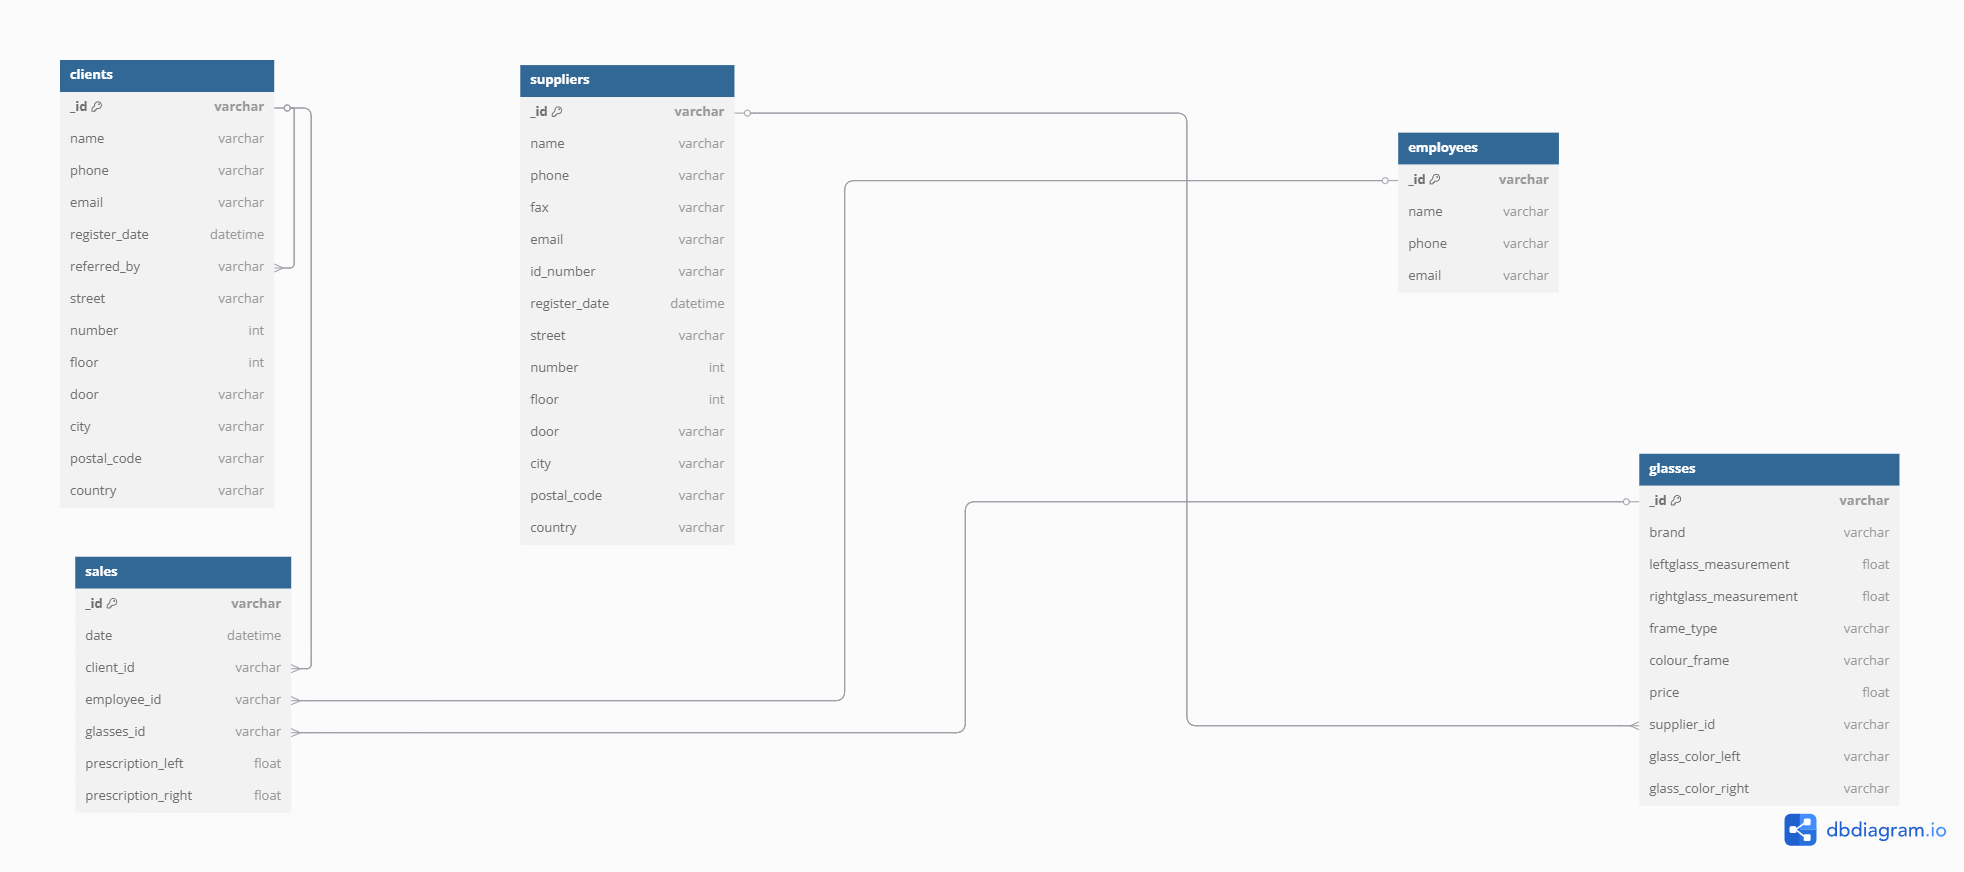 clients
_id varchar
name varchar
phone varchar
email varchar
register_date datetime
referred_by varchar
street varchar
number int
floor int
door varchar
city varchar
postal_code varchar
country varchar
suppliers
_id varchar
name varchar
phone varchar
fax varchar
email varchar
id_number varchar
register_date datetime
street varchar
number int
floor int
door varchar
city varchar
postal_code varchar
country varchar
employees
_id varchar
name varchar
phone varchar
email varchar
sales
_id varchar
date datetime
client_id varchar
employee_id varchar
glasses_id varchar
prescription_left float
prescription_right float
glasses
_id varchar
brand varchar
leftglass_measurement float
rightglass_measurement float
frame_type varchar
colour_frame varchar
price float
supplier_id varchar
glass_color_left varchar
glass_color_right varchar
dbdiagram.io